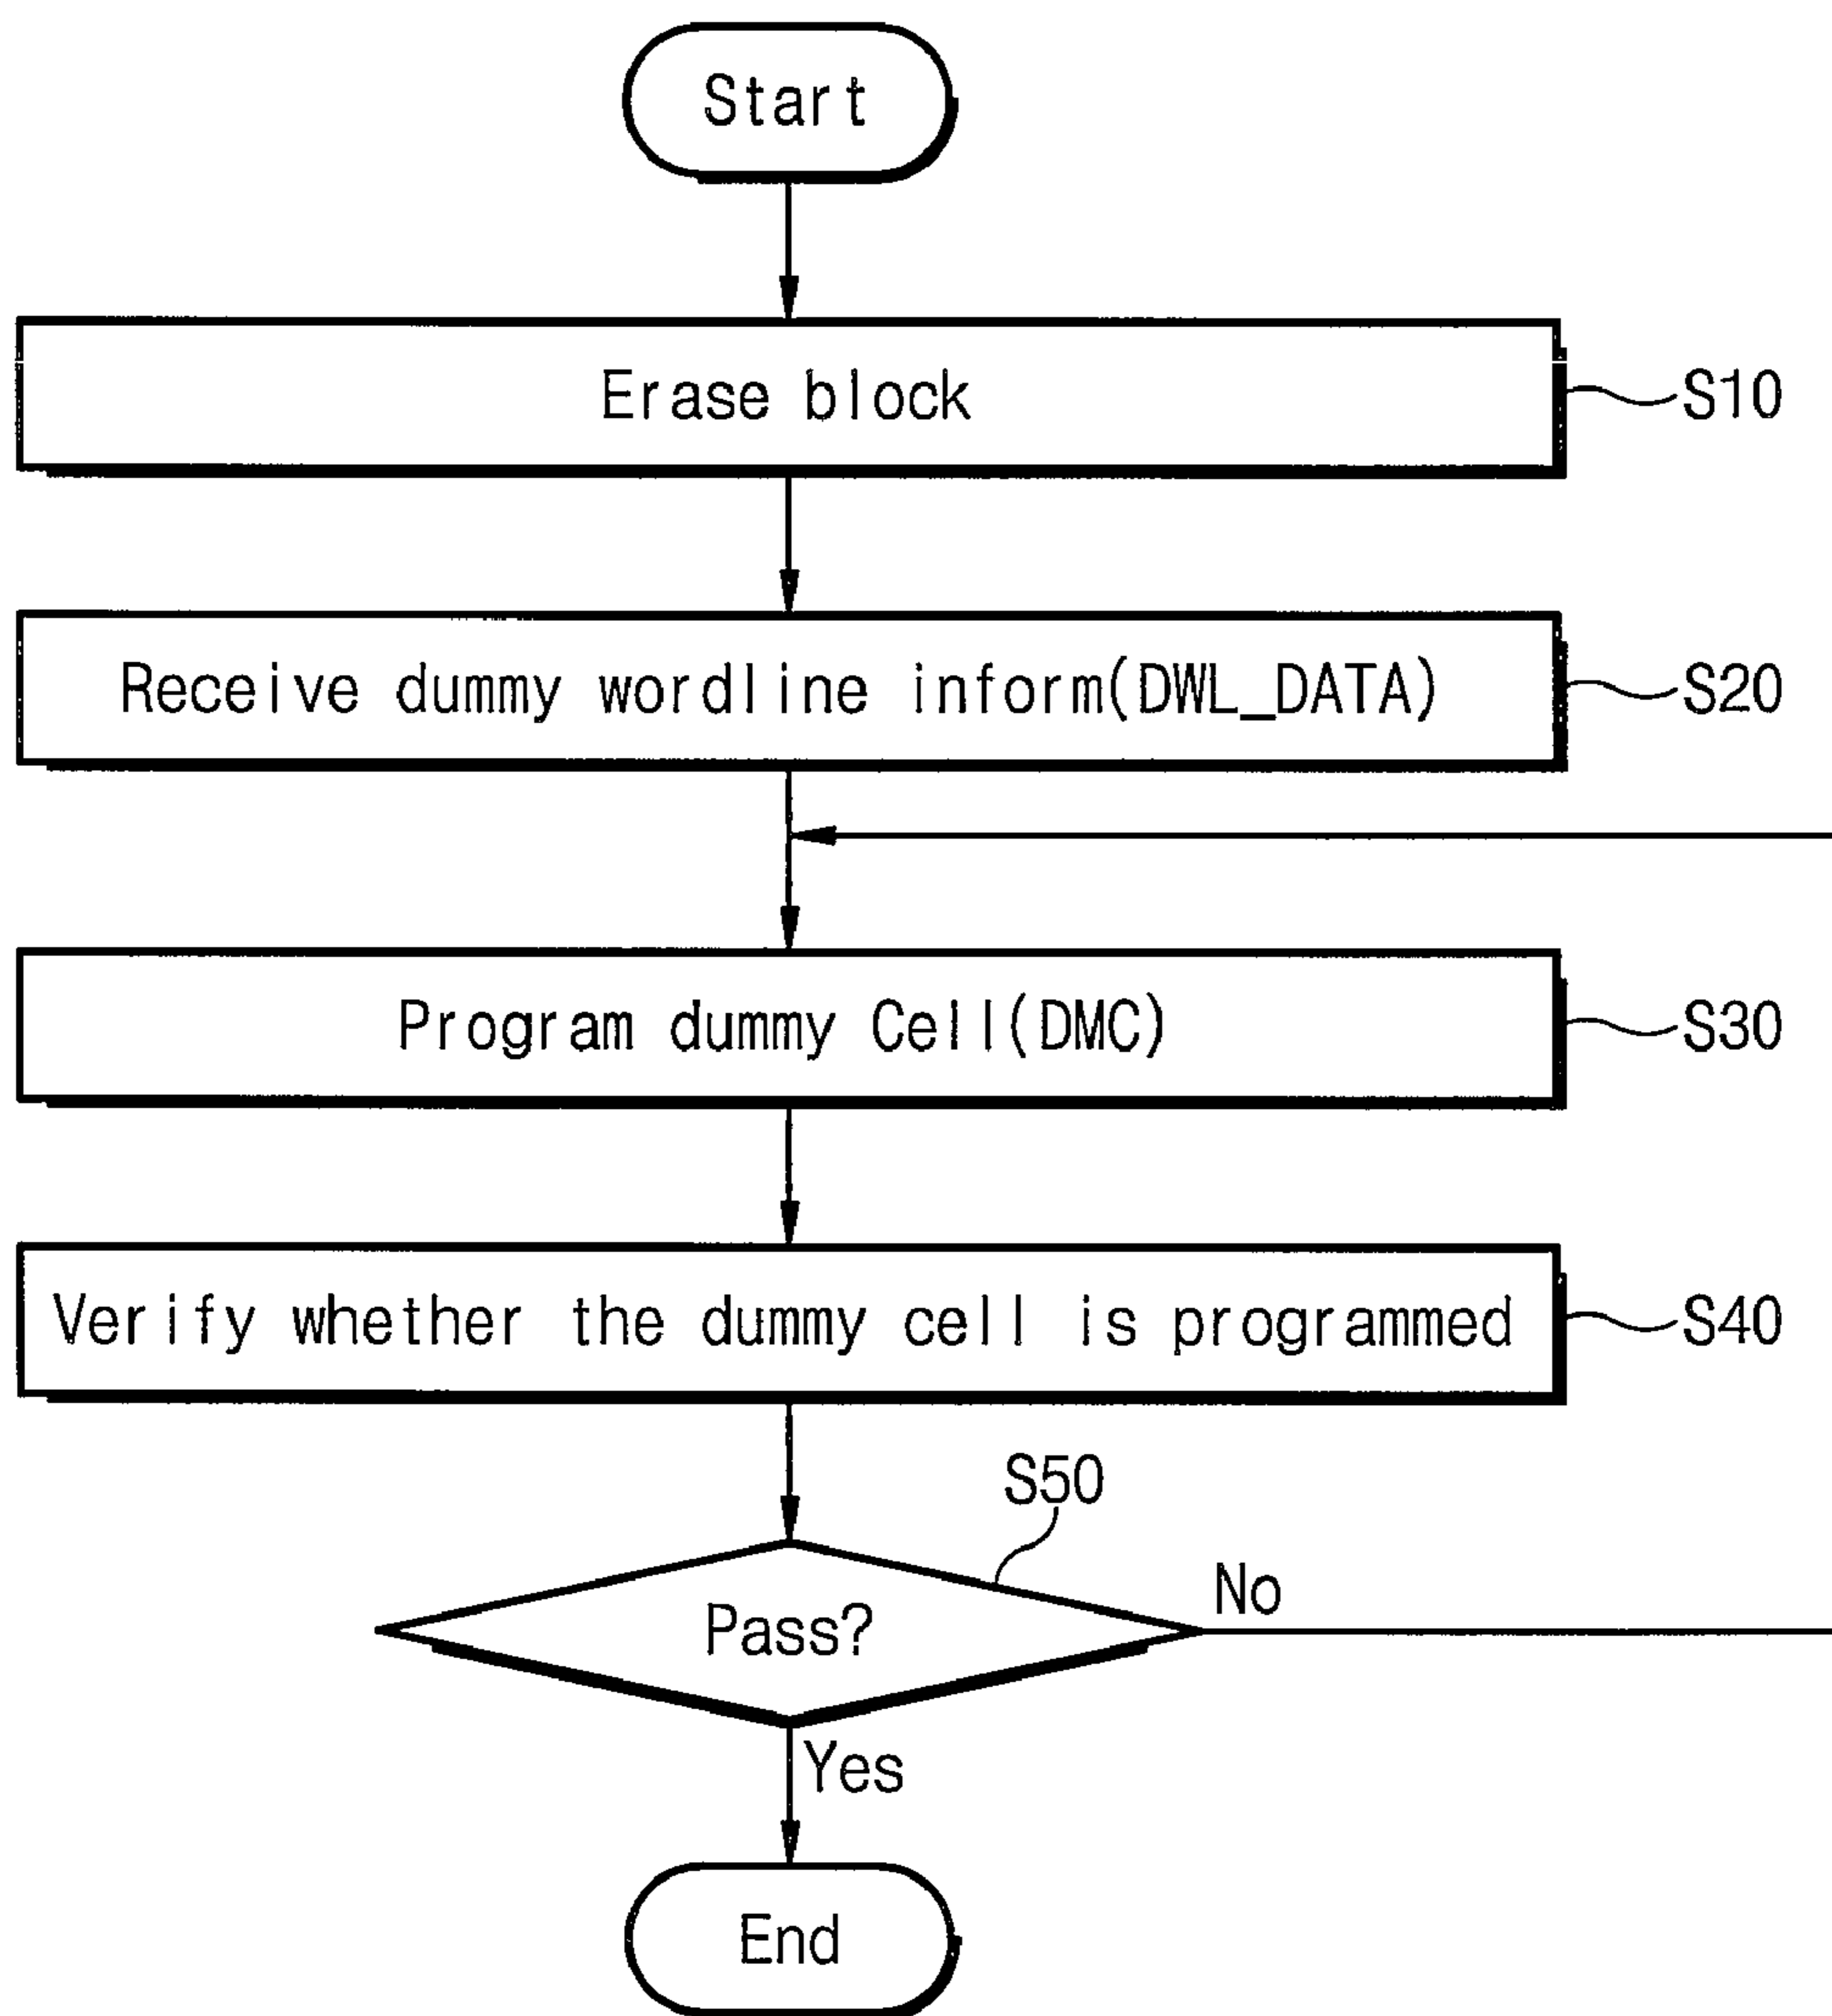 Start
Erase block
S10
Receive dummy wordline inform(DWL_DATA)
S20
Program dummy Cell(DMC)
S30
Verify whether the dummy cell is programmed
S40
S50
Pass?
No
Yes
End